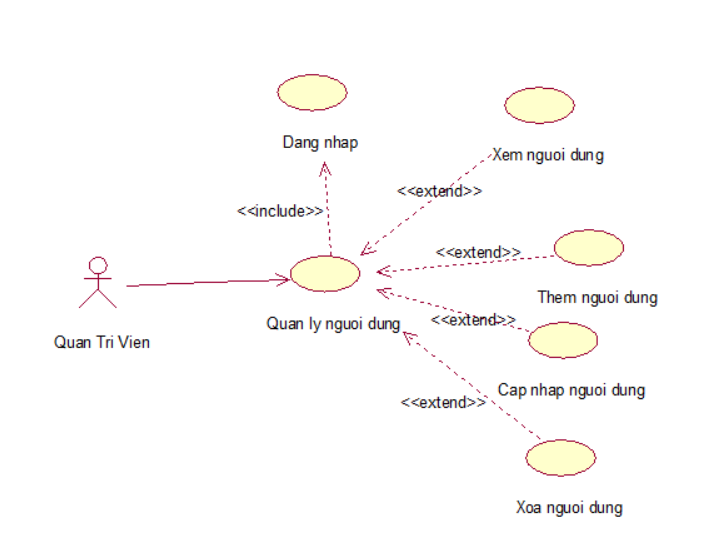 Dang nhap
Xem nguoi dung
<<extend>>
<<include>>
<<extend>>
Them nguoi dung
Quan ly nguoi dung
<<extend>>
Quan Tri Vien
Cap nhap nguoi dung
<<extend>>
Xoa nguoi dung